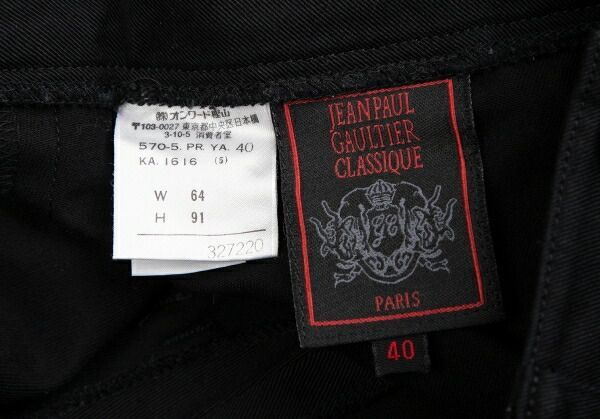 ㈱オンワード樫山
〒103-0027 東京都中央区日本橋
3-10-5 消費者室
570-5. PR. YA. 40
KA. 1616 (S)
W 64
H 91
327220
JEAN PAUL
GAULTIER
CLASSIQUE
PARIS
40